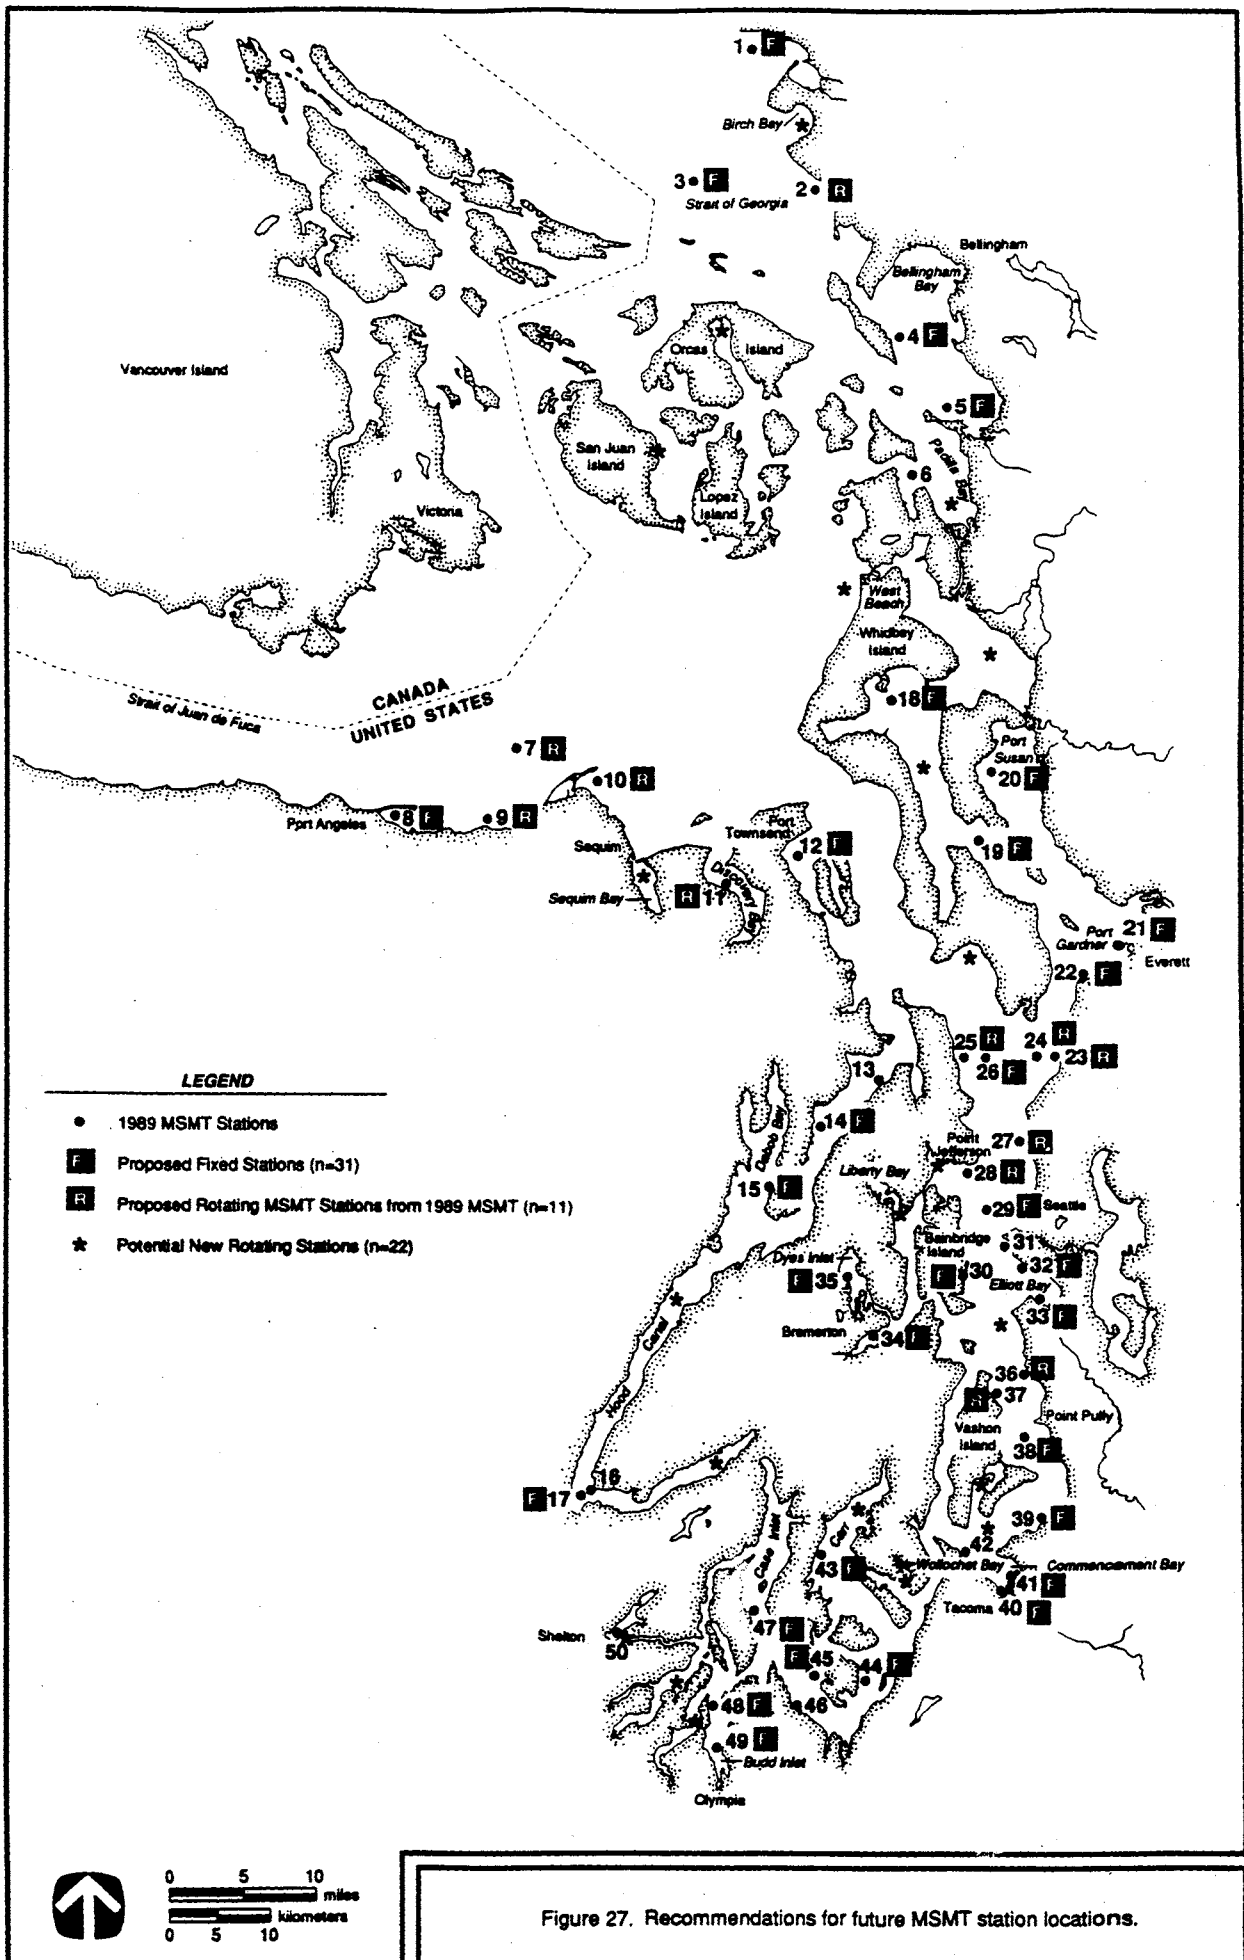 1 F
Birch Bay
3 F
2 R
Strait of Georgia
Bellingham
Bellingham
Bay
4 F
Orcas Island
Vancouver Island
5 F
Padilla Bay
6
San Juan
Island
Lopez
Island
Victoria
West
Beach
Whidbey
Island
18 F
CANADA
UNITED STATES
Strait of Juan de Fuca
7 R
Port
Susan
20 F
10 R
8 F
9 R
Port Angeles
Port
Townsend
12 F
19 F
Sequim
Discovery
Bay
R 11
Sequim Bay
21 F
Port
Gardner
Everett
22 F
25 R
24 R
23 R
26 F
13
14 F
Dabob Bay
LEGEND
1989 MSMT Stations
F Proposed Fixed Stations (n=31)
R Proposed Rotating MSMT Stations from 1989 MSMT (n=11)
* Potential New Rotating Stations (n=22)
Point
Jefferson
27 R
28 R
Liberty Bay
15 F
29 F
Seattle
Bainbridge
Island
31
Dyes Inlet
F 35
F 30
32 F
Elliott Bay
33 F
Bremerton
34 F
Hood Canal
36 R
R 37
Point Pully
Vashon
Island
38 F
16
F 17
39 F
Case Inlet
Carr
42
43 F
Wollochet Bay
Commencement Bay
41 F
Tacoma
40 F
47 F
Shelton
50
F 45
44 F
48 F
46
49 F
Budd Inlet
Olympia
0 5 10
miles
kilometers
0 5 10
Figure 27. Recommendations for future MSMT station locations.